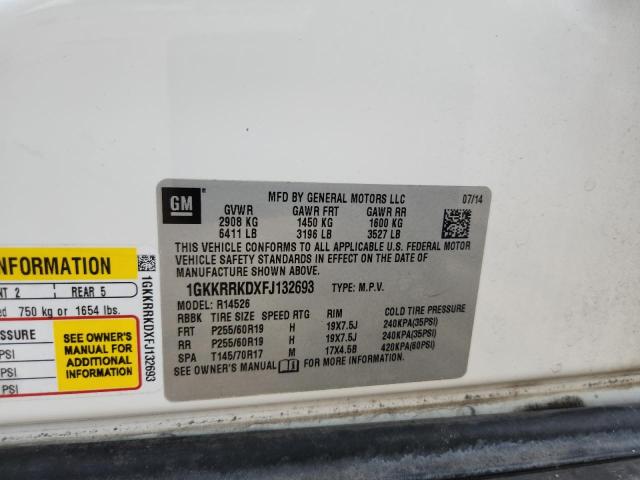 GM
MFD BY GENERAL MOTORS LLC 07/14
GVWR GAWR FRT GAWR RR
2908 KG 1450 KG 1600 KG
6411 LB 3196 LB 3527 LB
THIS VEHICLE CONFORMS TO ALL APPLICABLE U.S. FEDERAL MOTOR
VEHICLE SAFETY STANDARDS IN EFFECT ON THE DATE OF
MANUFACTURE SHOWN ABOVE.
1GKKRRKDXFJ132693 TYPE: M.P.V.
MODEL: R14526
RBBK TIRE SIZE SPEED RTG RIM COLD TIRE PRESSURE
FRT P255/60R19 H 19X7.5J 240KPA(35PSI)
RR P255/60R19 H 19X7.5J 240KPA(35PSI)
SPA T145/70R17 M 17X4.5B 420KPA(60PSI)
SEE OWNER'S MANUAL FOR MORE INFORMATION.
INFORMATION
NT 2 REAR 5
ed 750 kg or 1654 lbs.
PRESSURE
PSI
PSI
PSI
SEE OWNER'S
MANUAL FOR
ADDITIONAL
INFORMATION
1GKKRRKDXFJ132693